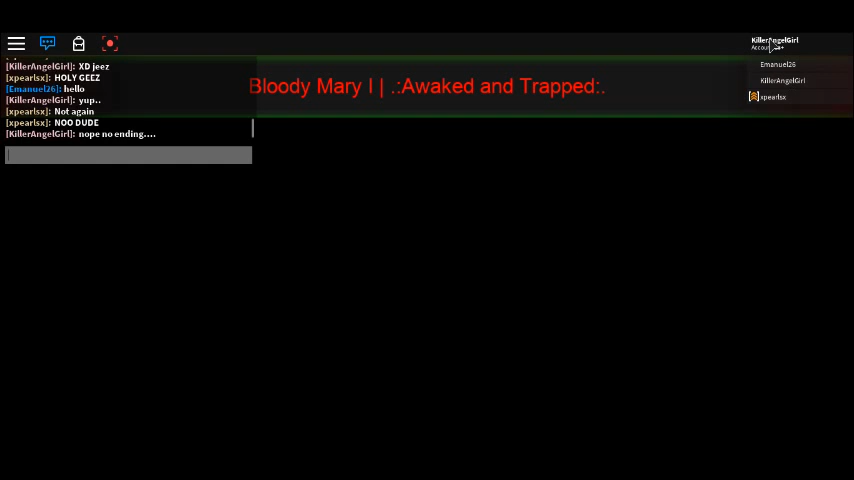 KillerAngelGirl
[KillerAngelGirl]: XD jeez
[xpearlsx]: HOLY GEEZ
[Emanuel26]: hello
[KillerAngelGirl]: yup..
[xpearlsx]: Not again
[xpearlsx]: NOO DUDE
[KillerAngelGirl]: nope no ending....
Bloody Mary I | .:Awaked and Trapped:.
Emanuel26
KillerAngelGirl
xpearlsx